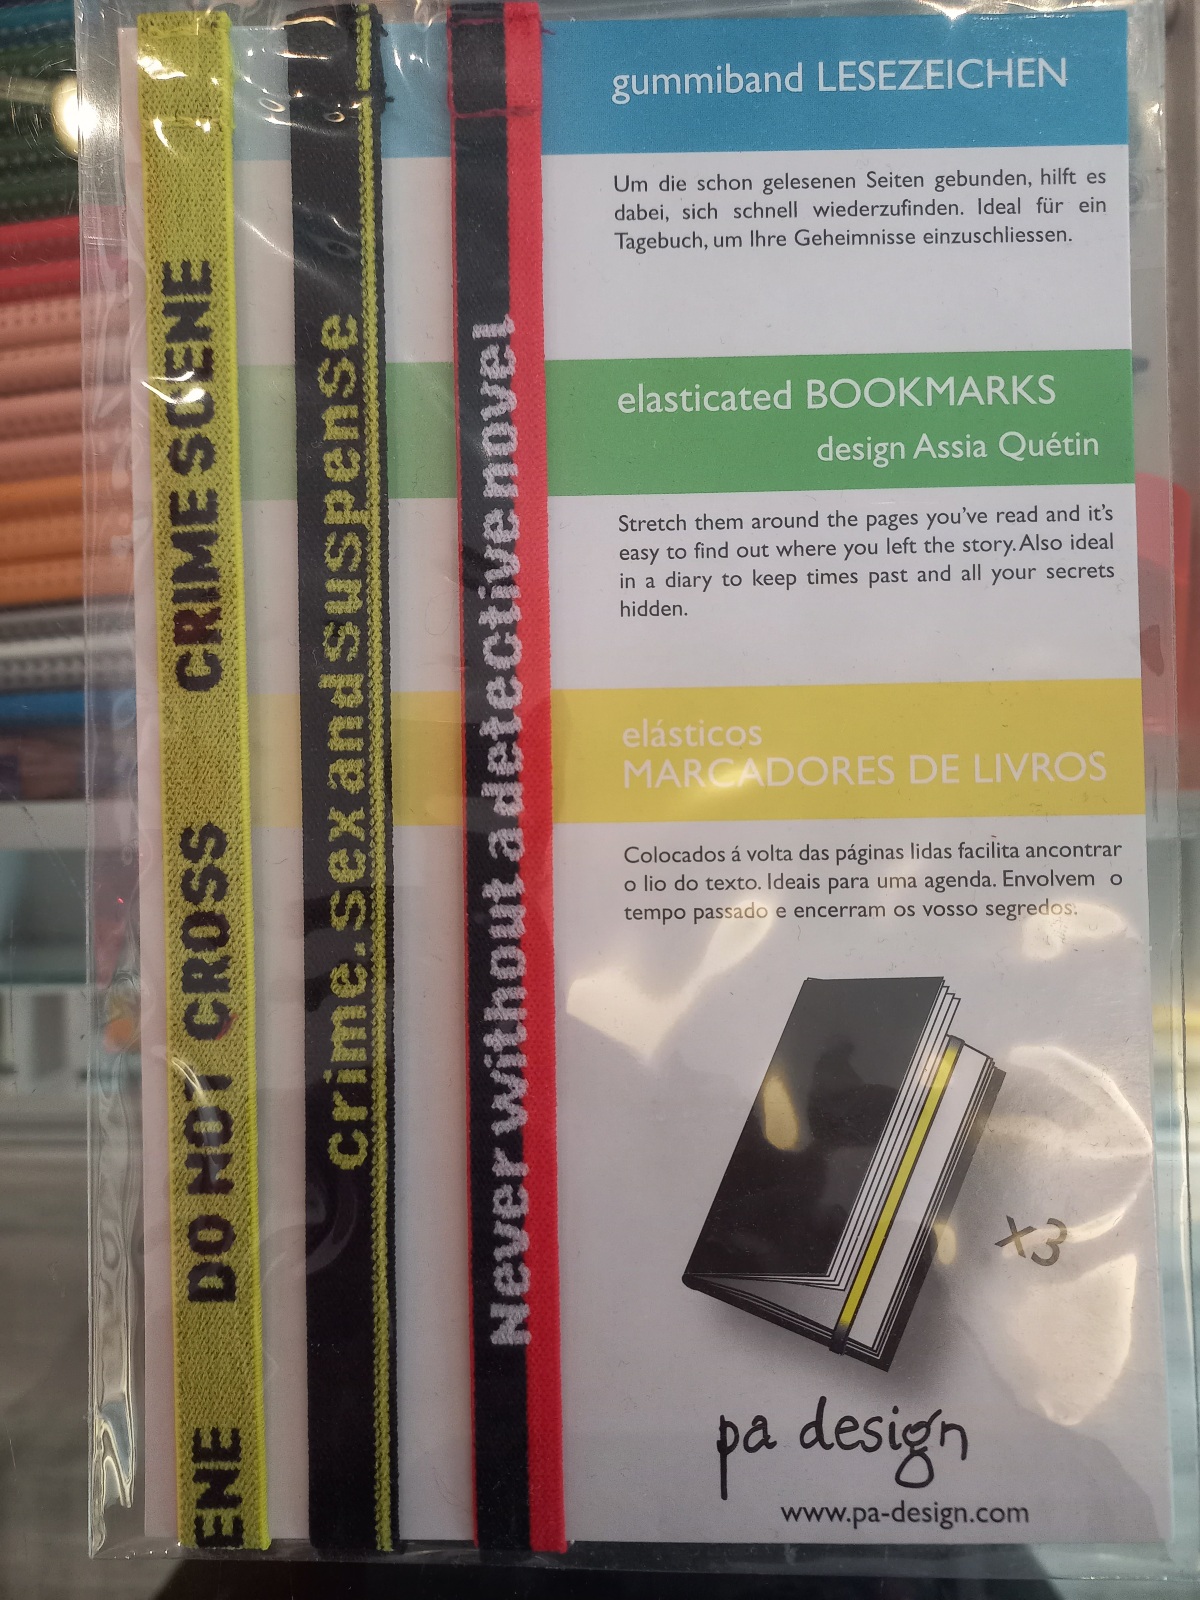 CRIME SCENE
DO NOT CROSS
ENE
crime.sex and suspense
Never without a detective novel
gummiband LESEZEICHEN
Um die schon gelesenen Seiten gebunden, hilft es
dabei, sich schnell wiederzufinden. Ideal für ein
Tagebuch, um Ihre Geheimnisse einzuschliessen.
elasticated BOOKMARKS
design Assia Quétin
Stretch them around the pages you've read and it's
easy to find out where you left the story. Also ideal
in a diary to keep times past and all your secrets
hidden.
elásticos
MARCADORES DE LIVROS
Colocados á volta das páginas lidas facilita ancontrar
o lio do texto. Ideais para uma agenda. Envolvem o
tempo passado e encerram os vosso segredos.
x3
pa design
www.pa-design.com